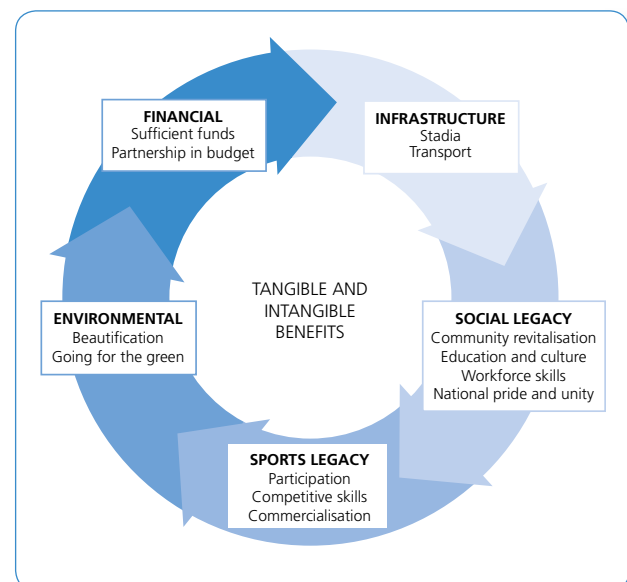 FINANCIAL
Sufficient funds
Partnership in budget
INFRASTRUCTURE
Stadia
Transport
TANGIBLE AND
INTANGIBLE
BENEFITS
ENVIRONMENTAL
Beautification
Going for the green
SOCIAL LEGACY
Community revitalisation
Education and culture
Workforce skills
National pride and unity
SPORTS LEGACY
Participation
Competitive skills
Commercialisation